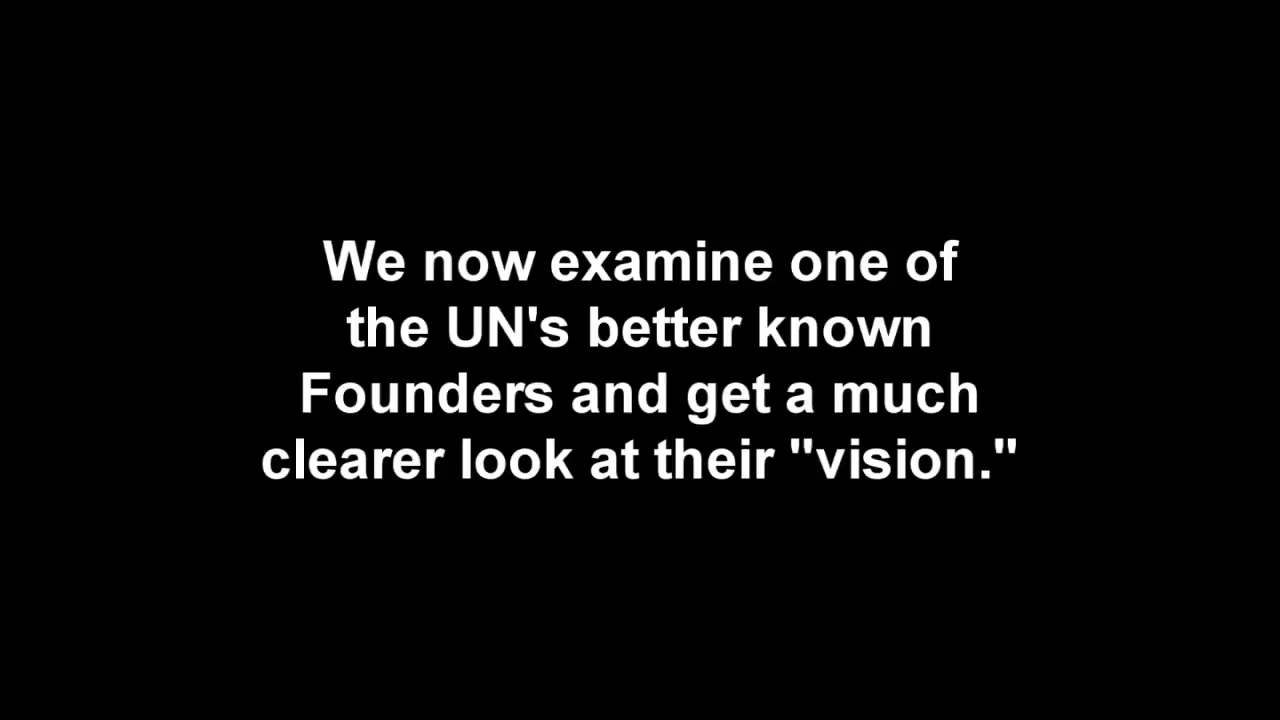 We now examine one of
the UN's better known
Founders and get a much
clearer look at their "vision."